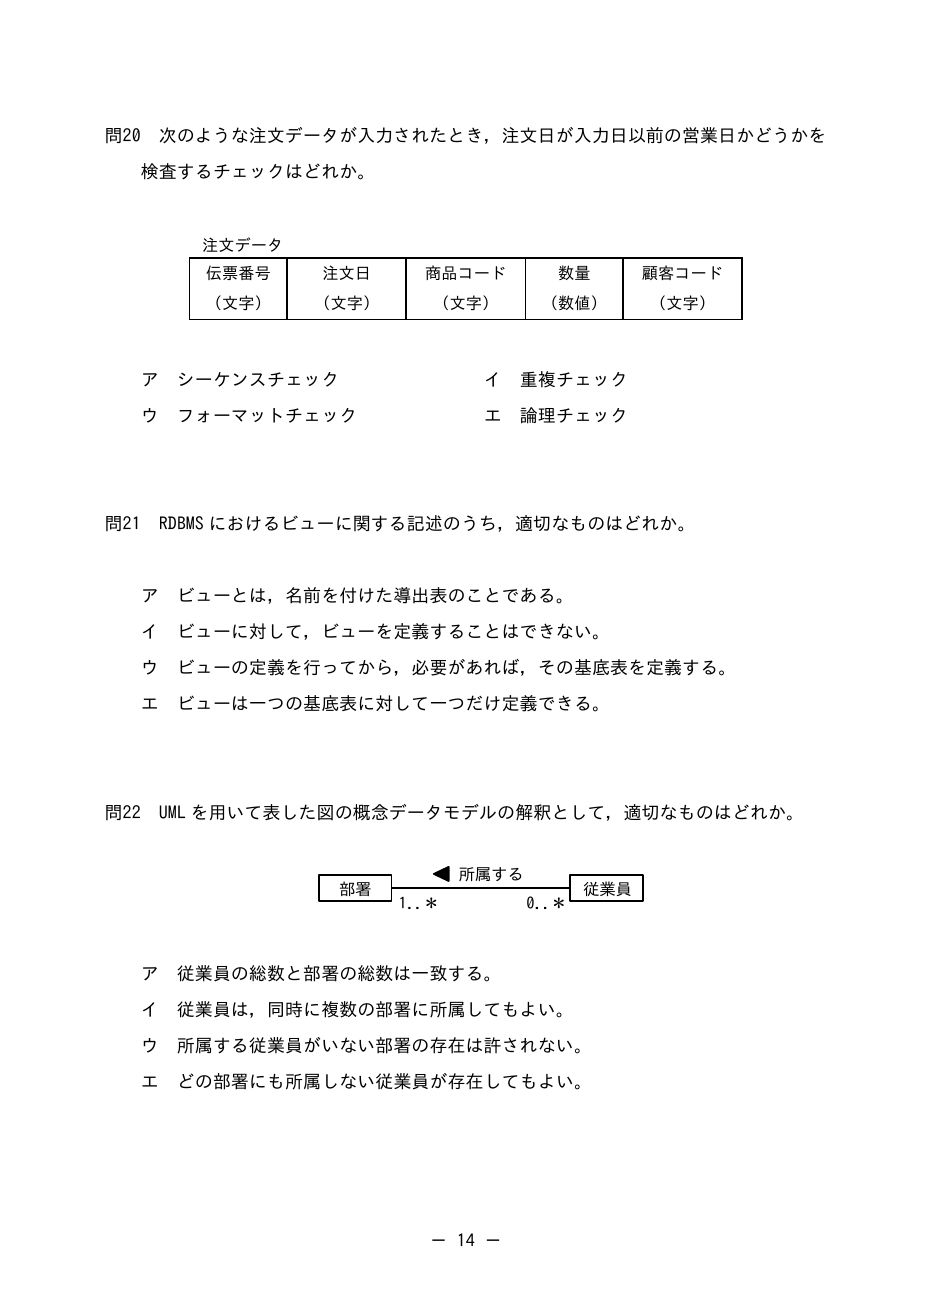 問20 次のような注文データが入力されたとき，注文日が入力日以前の営業日かどうかを
検査するチェックはどれか。
注文データ
伝票番号 注文日 商品コード 数量 顧客コード
（文字） （文字） （文字） （数値） （文字）
ア シーケンスチェック イ 重複チェック
ウ フォーマットチェック エ 論理チェック
問21 RDBMS におけるビューに関する記述のうち，適切なものはどれか。
ア ビューとは，名前を付けた導出表のことである。
イ ビューに対して，ビューを定義することはできない。
ウ ビューの定義を行ってから，必要があれば，その基底表を定義する。
エ ビューは一つの基底表に対して一つだけ定義できる。
問22 UML を用いて表した図の概念データモデルの解釈として，適切なものはどれか。
◀ 所属する
部署 従業員
1..＊ 0..＊
ア 従業員の総数と部署の総数は一致する。
イ 従業員は，同時に複数の部署に所属してもよい。
ウ 所属する従業員がいない部署の存在は許されない。
エ どの部署にも所属しない従業員が存在してもよい。
－ 14 －